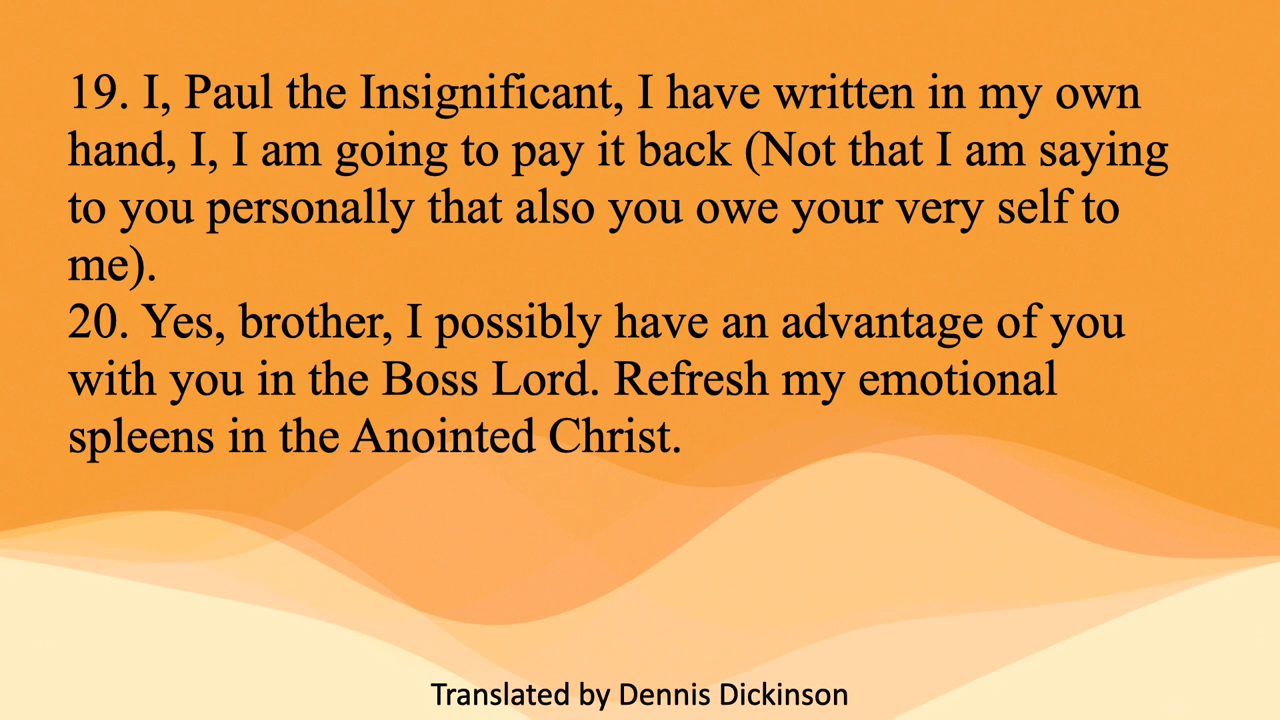 19. I, Paul the Insignificant, I have written in my own
hand, I, I am going to pay it back (Not that I am saying
to you personally that also you owe your very self to
me).
20. Yes, brother, I possibly have an advantage of you
with you in the Boss Lord. Refresh my emotional
spleens in the Anointed Christ.
Translated by Dennis Dickinson